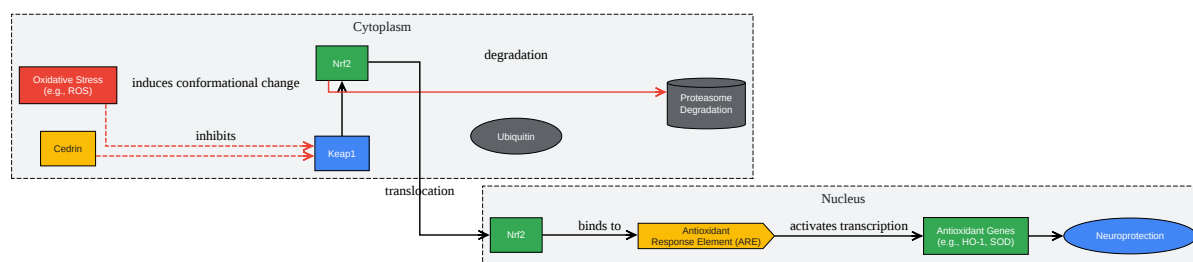 Cytoplasm
degradation
Nrf2
Oxidative Stress
(e.g., ROS)
induces conformational change
Proteasome
Degradation
inhibits
Ubiquitin
Cedrin
Keap1
translocation
Nucleus
Nrf2
binds to
Antioxidant
Response Element (ARE)
activates transcription
Antioxidant Genes
(e.g., HO-1, SOD)
Neuroprotection